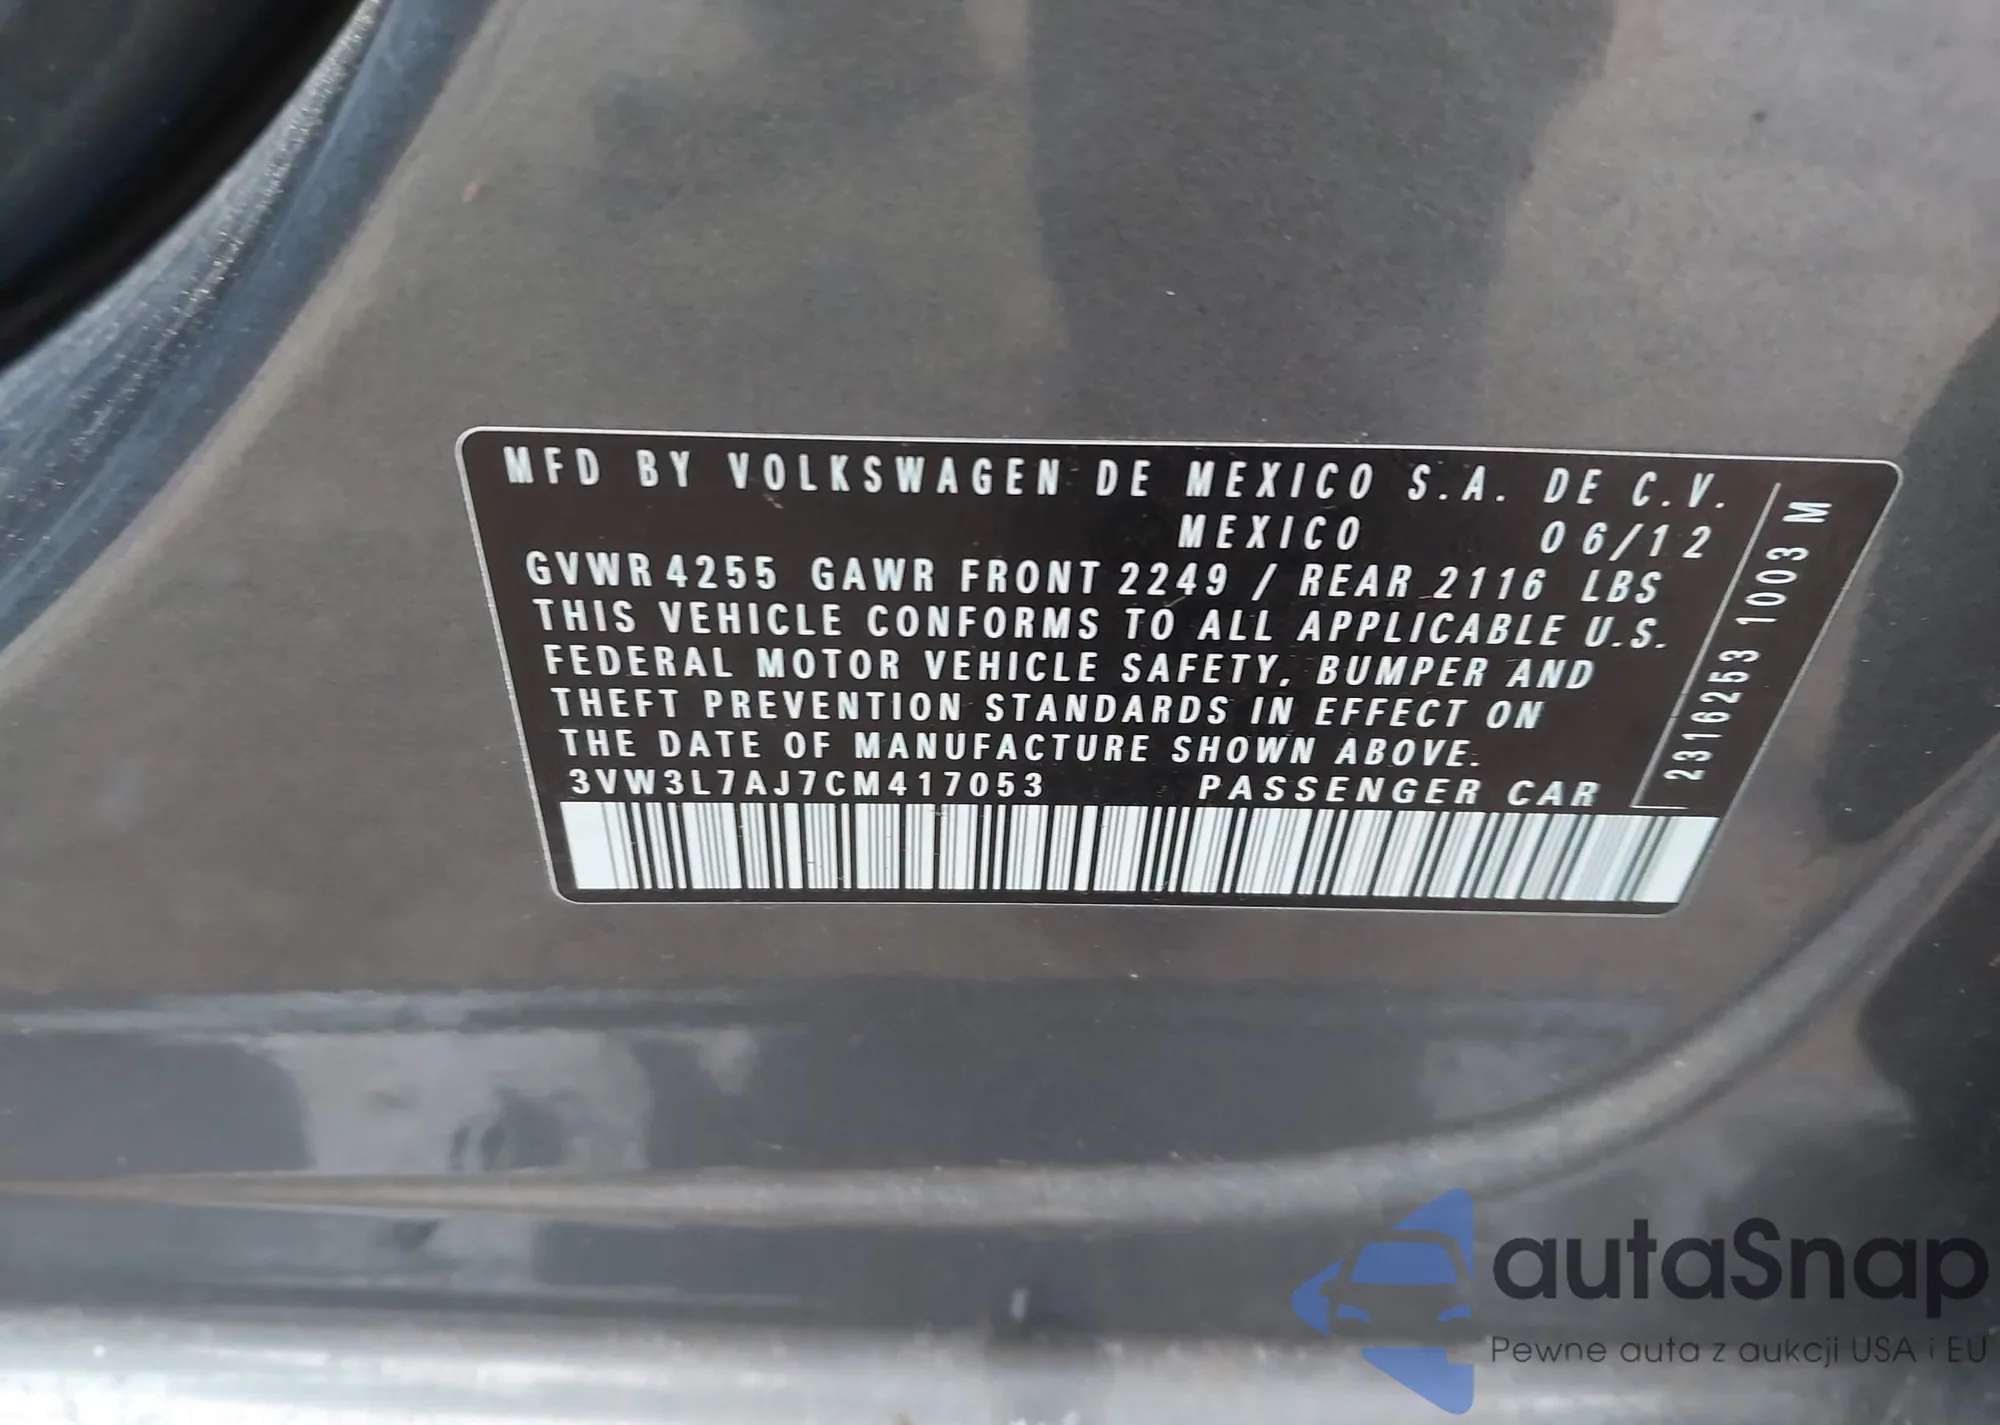 MFD BY VOLKSWAGEN DE MEXICO S.A. DE C.V.
MEXICO 06/12
GVWR 4255 GAWR FRONT 2249 / REAR 2116 LBS
THIS VEHICLE CONFORMS TO ALL APPLICABLE U.S.
FEDERAL MOTOR VEHICLE SAFETY, BUMPER AND
THEFT PREVENTION STANDARDS IN EFFECT ON
THE DATE OF MANUFACTURE SHOWN ABOVE.
3VW3L7AJ7CM417053 PASSENGER CAR
2316253 1003 M
autaSnap
Pewne auta z aukcji USA i EU